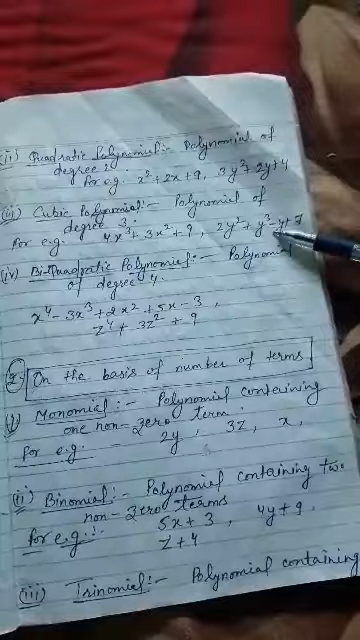 (ii) Quadratic Polynomial:- Polynomial of
degree 2.
For e.g. x² + 2x + 9, 3y² + 2y + 4
(iii) Cubic Polynomial:- Polynomial of
degree 3.
For e.g. 4x³ + 3x² + 9, 2y² + y³
(iv) Bi-Quadratic Polynomial:- Polynomial
of degree 4.
x⁴ - 3x³ + 2x² + 5x - 3,
z⁴ + 3z² + 9
2. On the basis of number of terms
(i) Monomial:- Polynomial containing
one non-zero term.
For e.g. 2y, 3z, x,
(ii) Binomial:- Polynomial containing two
non-zero terms
For e.g.:- 5x + 3, 4y + 9.
z + 4
(iii) Trinomial:- Polynomial containing